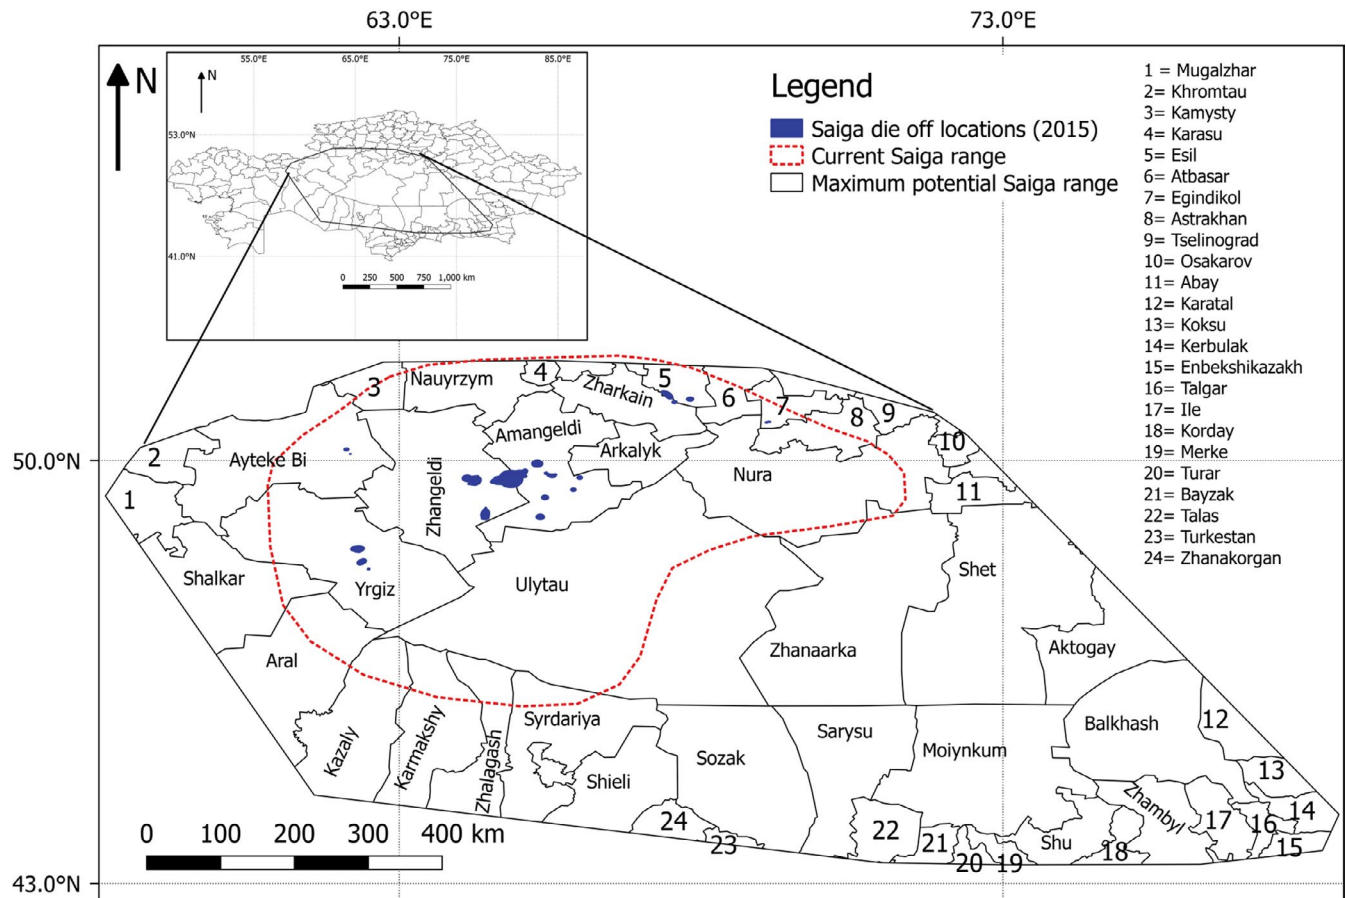 63.0°E
73.0°E
N
55.0°E
65.0°E
75.0°E
85.0°E
N
53.0°N
41.0°N
0 250 500 750 1,000 km
Legend
Saiga die off locations (2015)
Current Saiga range
Maximum potential Saiga range
1 = Mugalzhar
2= Khromtau
3= Kamysty
4= Karasu
5= Esil
6= Atbasar
7= Egindikol
8= Astrakhan
9= Tselinograd
10= Osakarov
11= Abay
12= Karatal
13= Koksu
14= Kerbulak
15= Enbekshikazakh
16= Talgar
17= Ile
18= Korday
19= Merke
20= Turar
21= Bayzak
22= Talas
23= Turkestan
24= Zhanakorgan
3
Nauyrzym
4
Zharkain
5
6
7
8
9
10
2
Ayteke Bi
Amangeldi
Arkalyk
50.0°N
Zhangeldi
Nura
11
1
Shalkar
Yrgiz
Ulytau
Shet
Aral
Zhanaarka
Aktogay
Kazaly
Karmakshy
Zhalagash
Syrdariya
Shieli
Sozak
Sarysu
Moiynkum
Balkhash
12
13
Zhambyl
14
15
16
17
18
Shu
19
20
21
22
23
24
0 100 200 300 400 km
43.0°N